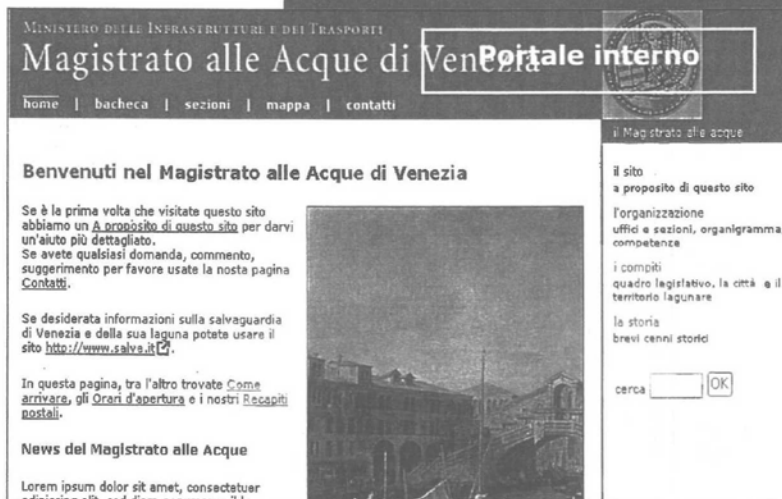 MINISTERO DELLE INFRASTRUTTURE E DEI TRASPORTI
Magistrato alle Acque di Venezia
Portale interno
home | bacheca | sezioni | mappa | contatti
il Magistrato alle acque
Benvenuti nel Magistrato alle Acque di Venezia
Se è la prima volta che visitate questo sito
abbiamo un A proposito di questo sito per darvi
un'aiuto più dettagliato.
Se avete qualsiasi domanda, commento,
suggerimento per favore usate la nosta pagina
Contatti.
Se desiderata informazioni sulla salvaguardia
di Venezia e della sua laguna potete usare il
sito http://www.salve.it.
In questa pagina, tra l'altro trovate Come
arrivare, gli Orari d'apertura e i nostri Recapiti
postali.
News del Magistrato alle Acque
Lorem ipsum dolor sit amet, consectetuer
il sito
a proposito di questo sito
l'organizzazione
uffici e sezioni, organigramma
competenze
i compiti
quadro legislativo, la città e il
territorio lagunare
la storia
brevi cenni storici
cerca OK